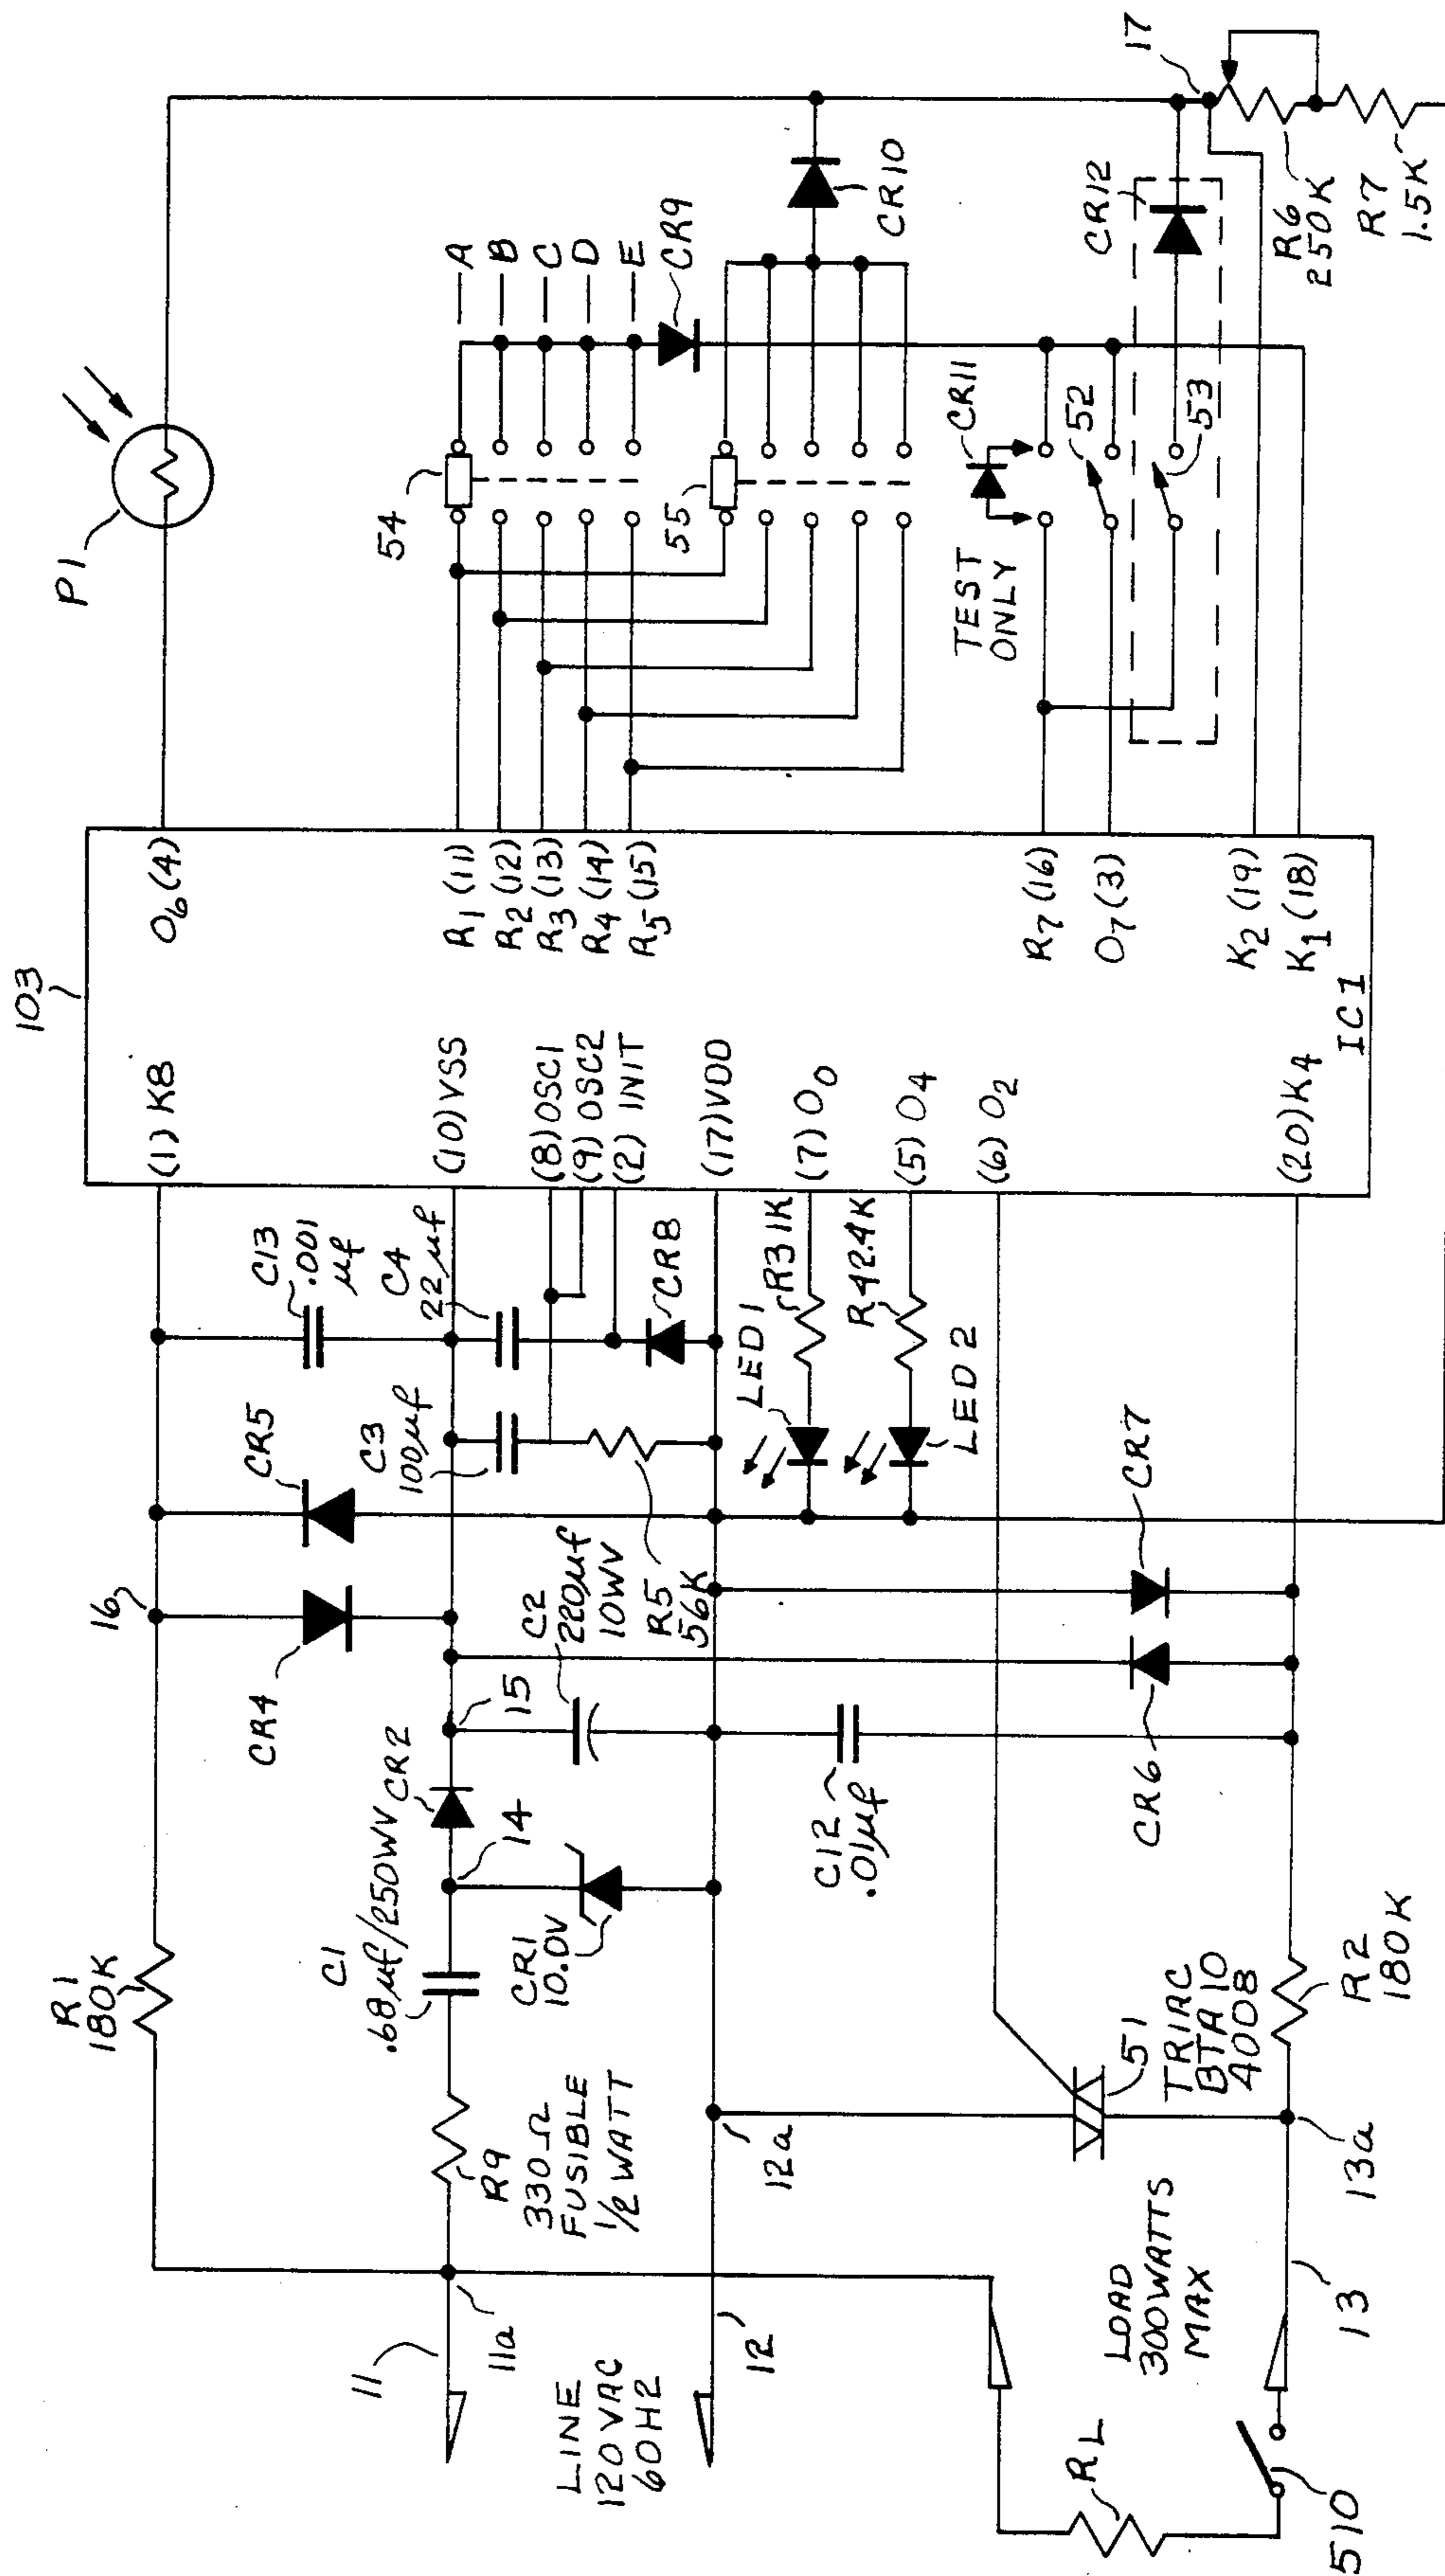 103
P1
16
R1
180K
CR4
CR5
C13
.001
µf
(1) K8
O6 (4)
11
11a
R9
330Ω
FUSIBLE
1/2 WATT
C1
.68µf/250WV
CR2
14
15
CR1
10.0V
C2
220µf
10WV
C3
100µf
C4
22µf
R5
56K
CR8
(10) VSS
(8) OSC1
(9) OSC2
(2) INIT
(17) VDD
(7) O0
(5) O4
(6) O2
(20) K4
IC1
R1 (11)
R2 (12)
R3 (13)
R4 (14)
R5 (15)
R7 (16)
O7 (3)
K2 (19)
K1 (18)
54
A
B
C
D
E
CR9
55
CR10
TEST
ONLY
CR11
52
53
CR12
17
R6
250K
R7
1.5K
LINE
120VAC
60HZ
12
12a
LED1
R3 1K
R4 2.4K
LED2
C12
.01µf
CR6
CR7
TRIAC
BTA10
400B
51
R2
180K
LOAD
300WATTS
MAX
13
13a
RL
510